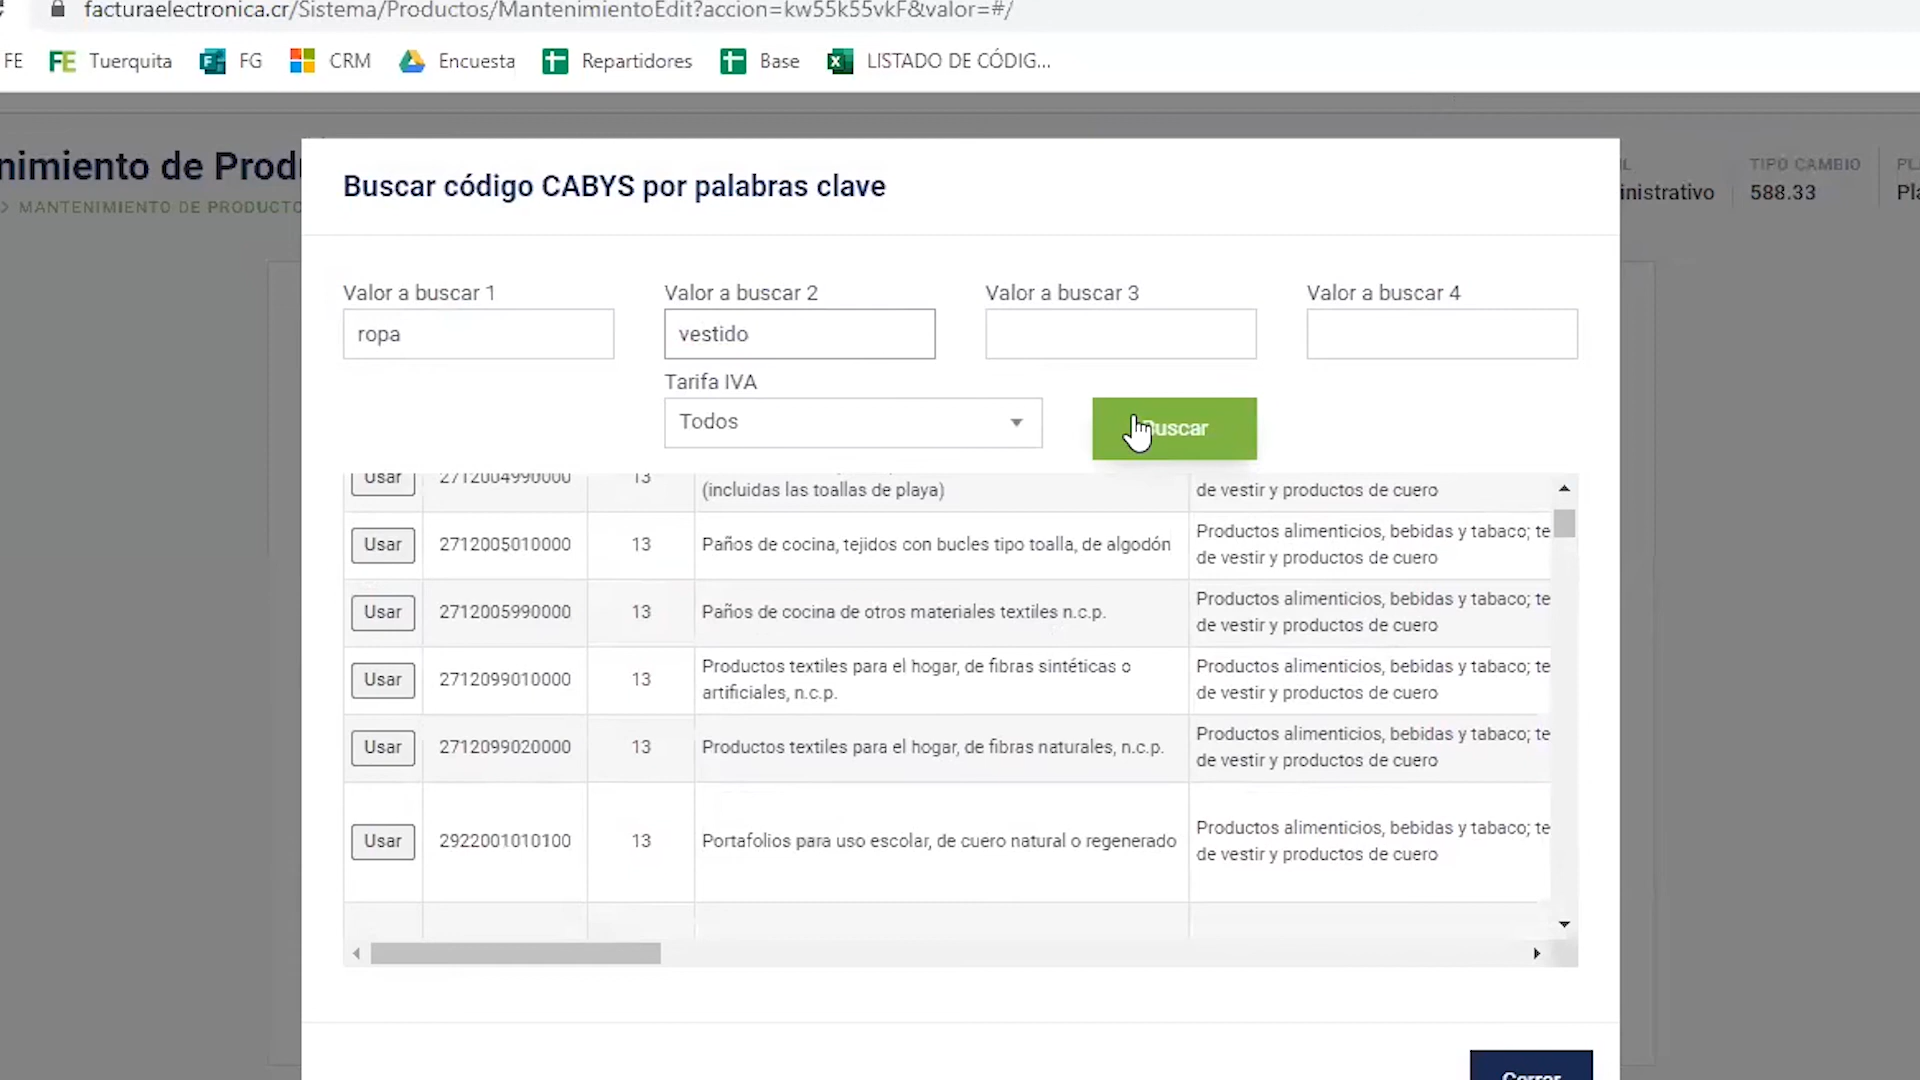 facturaelectronica.cr/Sistema/Productos/MantenimientoEdit?accion=kw55k55vkF&valor=#/
FE Tuerquita FG CRM Encuesta Repartidores Base LISTADO DE CÓDIG...
nimiento de Produ
> MANTENIMIENTO DE PRODUCTO
TIPO CAMBIO
inistrativo 588.33
Buscar código CABYS por palabras clave
Valor a buscar 1 Valor a buscar 2 Valor a buscar 3 Valor a buscar 4
ropa vestido
Tarifa IVA
Todos Buscar
Usar 2712004990000 13 (incluidas las toallas de playa) de vestir y productos de cuero
Usar 2712005010000 13 Paños de cocina, tejidos con bucles tipo toalla, de algodón Productos alimenticios, bebidas y tabaco; te
de vestir y productos de cuero
Usar 2712005990000 13 Paños de cocina de otros materiales textiles n.c.p. Productos alimenticios, bebidas y tabaco; te
de vestir y productos de cuero
Usar 2712099010000 13 Productos textiles para el hogar, de fibras sintéticas o Productos alimenticios, bebidas y tabaco; te
artificiales, n.c.p. de vestir y productos de cuero
Usar 2712099020000 13 Productos textiles para el hogar, de fibras naturales, n.c.p. Productos alimenticios, bebidas y tabaco; te
de vestir y productos de cuero
Usar 2922001010100 13 Portafolios para uso escolar, de cuero natural o regenerado Productos alimenticios, bebidas y tabaco; te
de vestir y productos de cuero
Cerrar